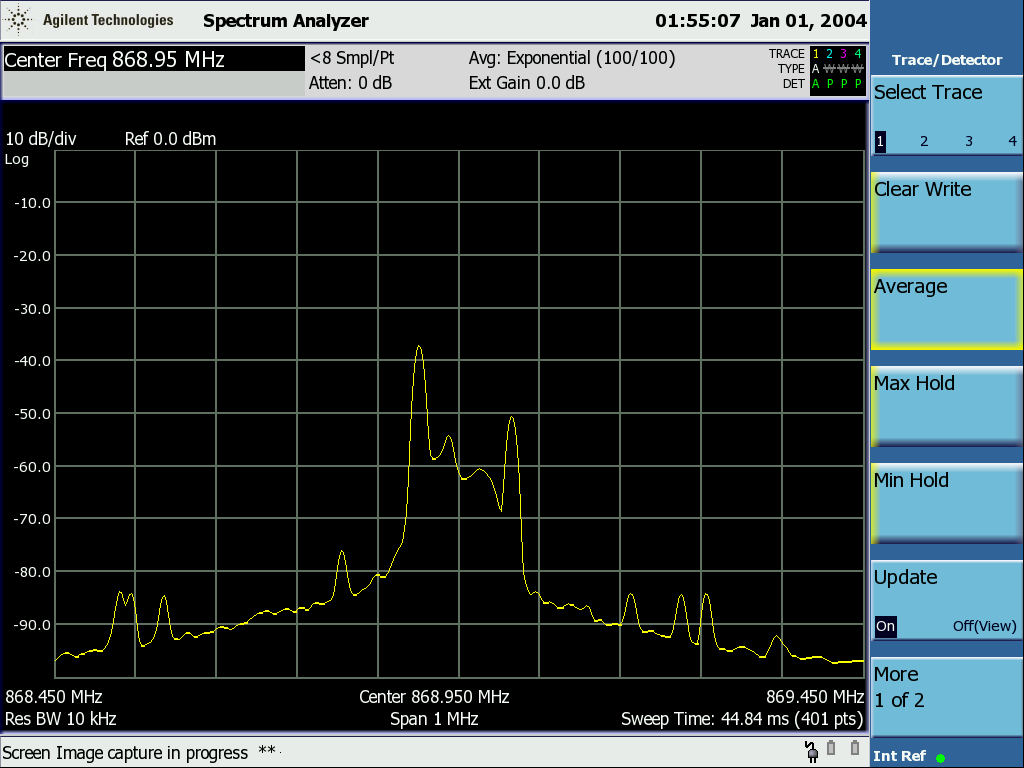 Agilent Technologies Spectrum Analyzer 01:55:07 Jan 01, 2004
Center Freq 868.95 MHz
<8 Smpl/Pt Avg: Exponential (100/100)
Atten: 0 dB Ext Gain 0.0 dB
TRACE 1 2 3 4
TYPE A W W W
DET A P P P
10 dB/div Ref 0.0 dBm
Log
-10.0
-20.0
-30.0
-40.0
-50.0
-60.0
-70.0
-80.0
-90.0
868.450 MHz Center 868.950 MHz 869.450 MHz
Res BW 10 kHz Span 1 MHz Sweep Time: 44.84 ms (401 pts)
Screen Image capture in progress **.
Trace/Detector
Select Trace
1 2 3 4
Clear Write
Average
Max Hold
Min Hold
Update
On Off(View)
More
1 of 2
Int Ref